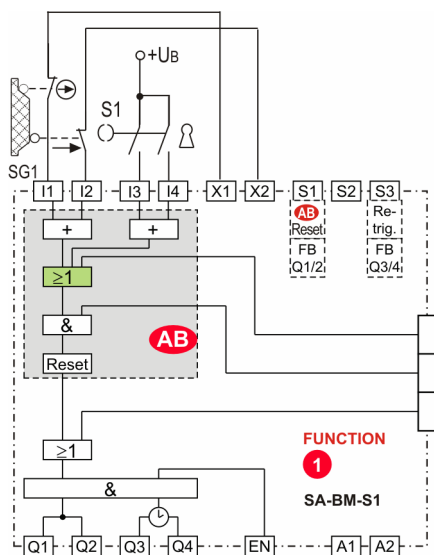 +UB
S1
SG1
I1 I2 I3 I4 X1 X2 S1 S2 S3
+ +
AB
Reset
FB
Q1/2
Re-
trig.
FB
Q3/4
≥1
&
AB
Reset
≥1
FUNCTION
1
SA-BM-S1
&
Q1 Q2 Q3 Q4 EN A1 A2